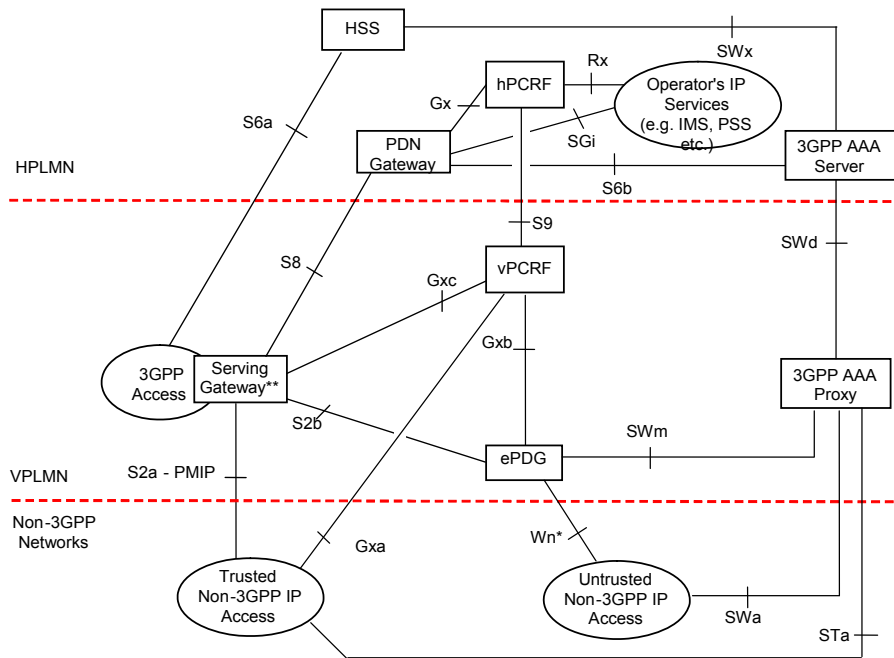 HSS
SWx
Rx
hPCRF
Operator's IP
Services
(e.g. IMS, PSS
etc.)
Gx
S6a
SGi
PDN
Gateway
3GPP AAA
Server
HPLMN
S6b
S9
SWd
S8
vPCRF
Gxc
Gxb
3GPP
Access
Serving
Gateway**
3GPP AAA
Proxy
S2b
SWm
ePDG
S2a - PMIP
VPLMN
Non-3GPP
Networks
Gxa
Wn*
Trusted
Non-3GPP IP
Access
Untrusted
Non-3GPP IP
Access
SWa
STa